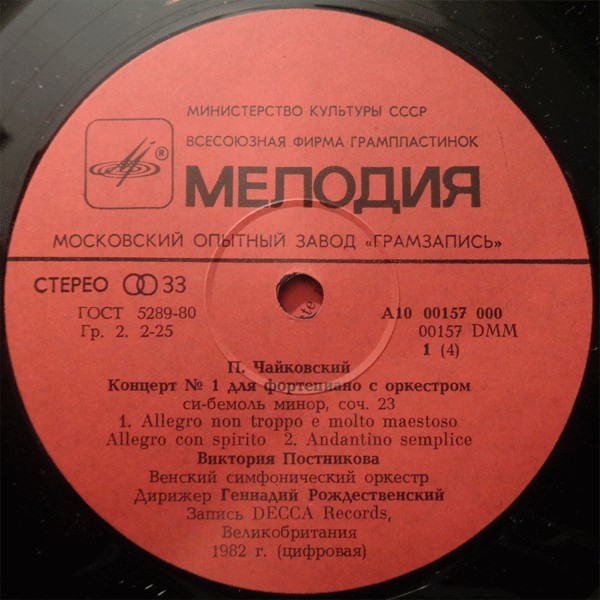 МИНИСТЕРСТВО КУЛЬТУРЫ СССР
ВСЕСОЮЗНАЯ ФИРМА ГРАМПЛАСТИНОК
®
МЕЛОДИЯ
МОСКОВСКИЙ ОПЫТНЫЙ ЗАВОД «ГРАМЗАПИСЬ»
СТЕРЕО 33
ГОСТ 5289-80
Гр. 2. 2-25
А10 00157 000
00157 DMM
1 (4)
П. Чайковский
Концерт № 1 для фортепиано с оркестром
си-бемоль минор, соч. 23
1. Allegro non troppo e molto maestoso
Allegro con spirito 2. Andantino semplice
Виктория Постникова
Венский симфонический оркестр
Дирижер Геннадий Рождественский
Запись DECCA Records,
Великобритания
1982 г. (цифровая)